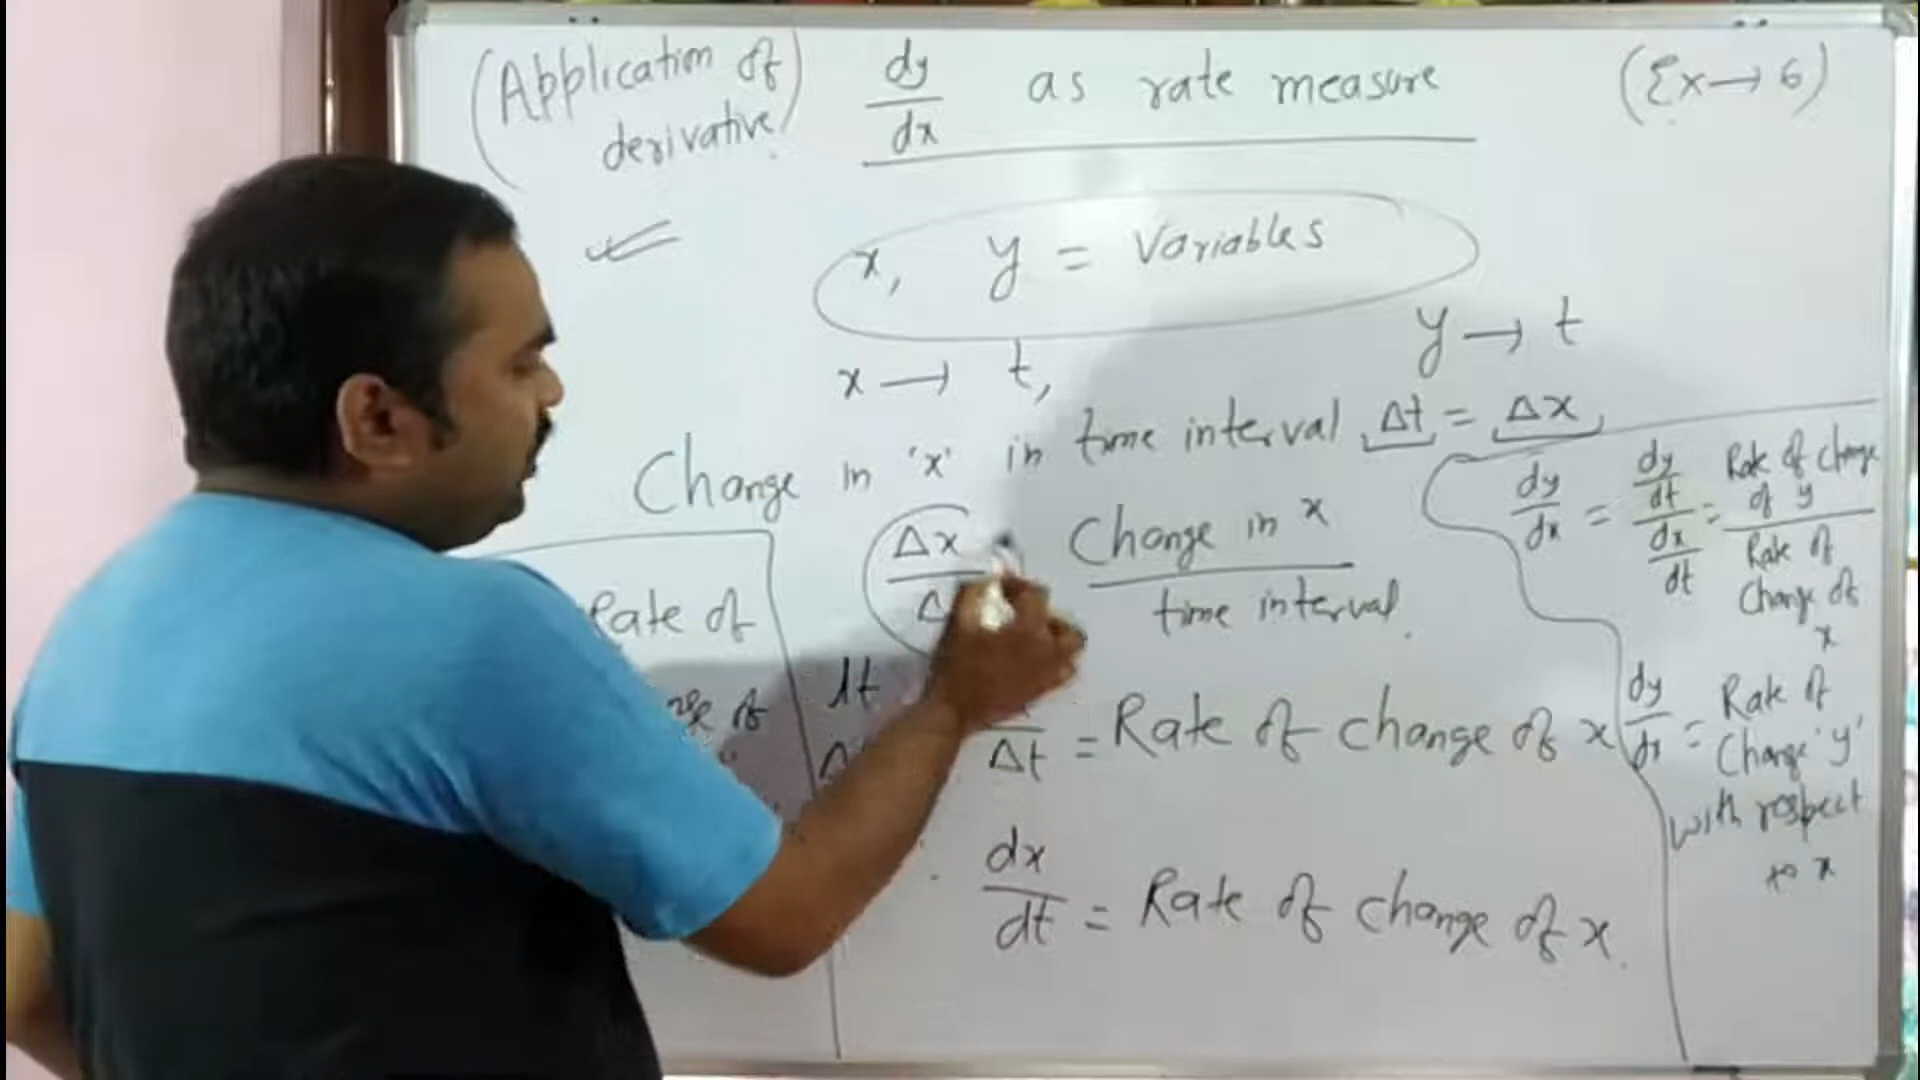 (Application of
derivative)
dy/dx as rate measure
(Ex → 6)
x, y = Variables
x → t,
y → t
Change in 'x' in time interval Δt = Δx
Δx
Change in x
time interval.
Rate of
of
lt
Δt = Rate of change of x
dx/dt = Rate of change of x.
dy/dx = dy/dt / dx/dt = Rate of change
of y
Rate of
Change of
x
dy/dx = Rate of
Change 'y'
with respect
to x